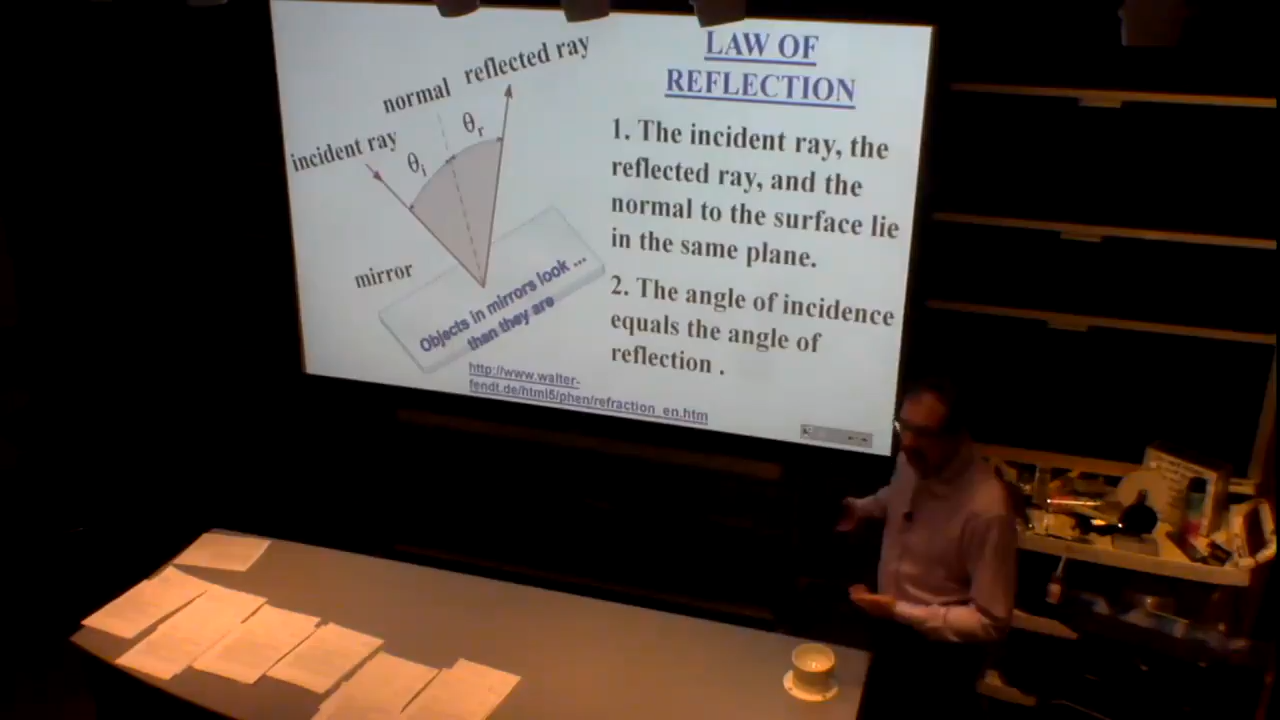 LAW OF
REFLECTION
reflected ray
normal
incident ray
θi
θr
mirror
Objects in mirrors look ...
than they are
1. The incident ray, the
reflected ray, and the
normal to the surface lie
in the same plane.
2. The angle of incidence
equals the angle of
reflection .
http://www.walter-
fendt.de/html5/phen/refraction_en.htm